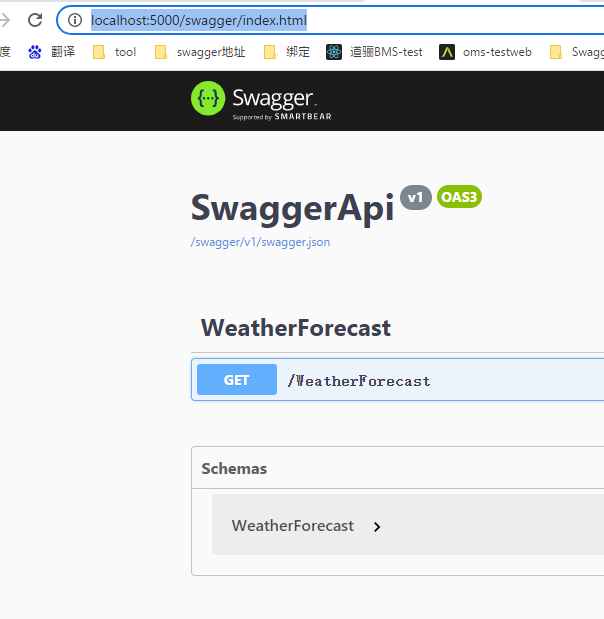 localhost:5000/swagger/index.html
度 翻译 tool swagger地址 绑定 道骊BMS-test oms-testweb Swagg
Swagger
Supported by SMARTBEAR
SwaggerApi v1 OAS3
/swagger/v1/swagger.json
WeatherForecast
GET /WeatherForecast
Schemas
WeatherForecast